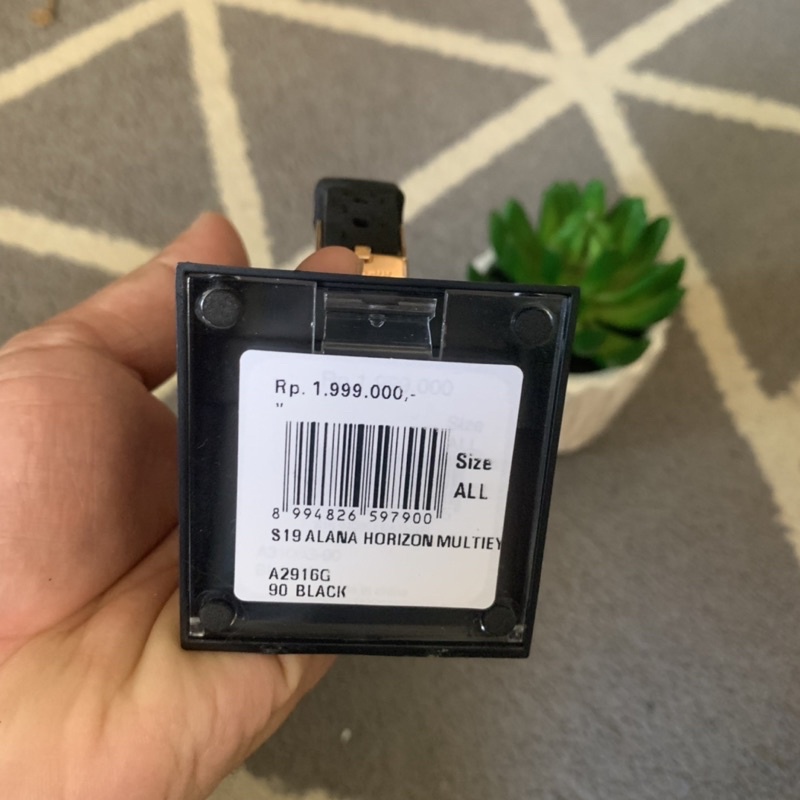 Rp. 1.999.000,-
"
Size
ALL
8 994826 597900
S19 ALANA HORIZON MULTIEY
A2916G
90 BLACK